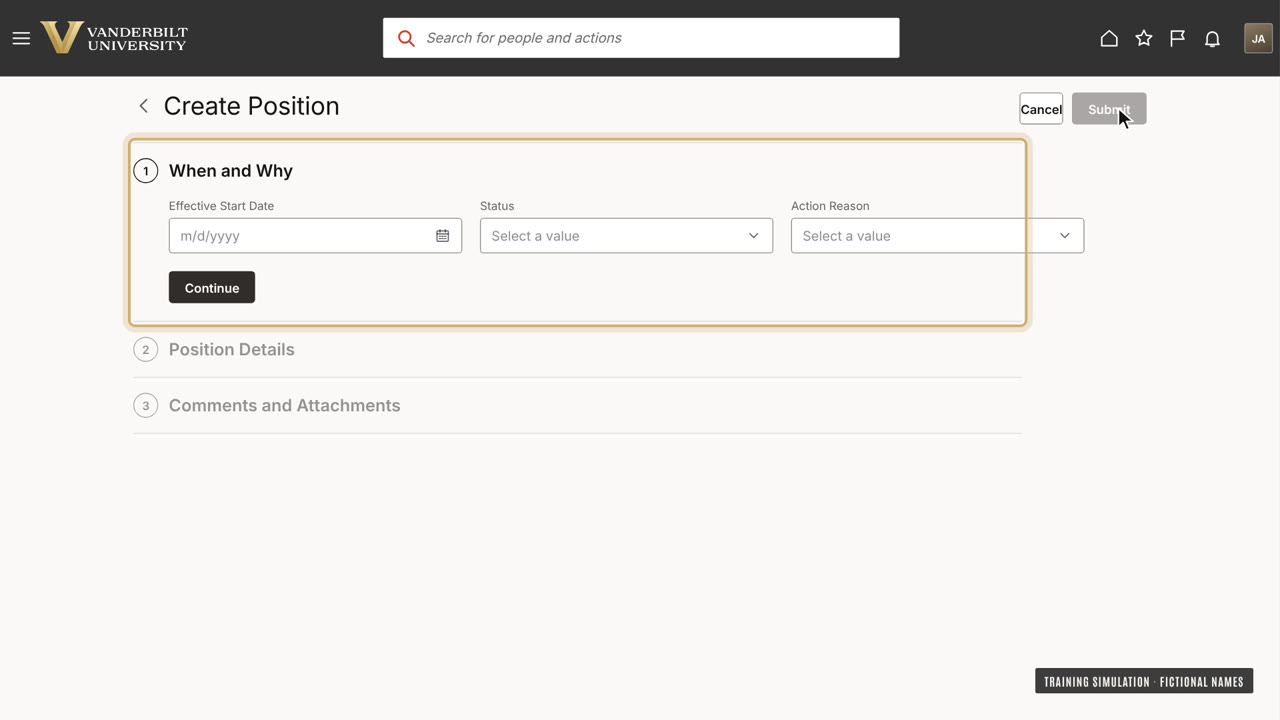 VANDERBILT
UNIVERSITY
Search for people and actions
JA
Create Position
Cancel
Submit
1 When and Why
Effective Start Date
Status
Action Reason
m/d/yyyy
Select a value
Select a value
Continue
2 Position Details
3 Comments and Attachments
TRAINING SIMULATION · FICTIONAL NAMES